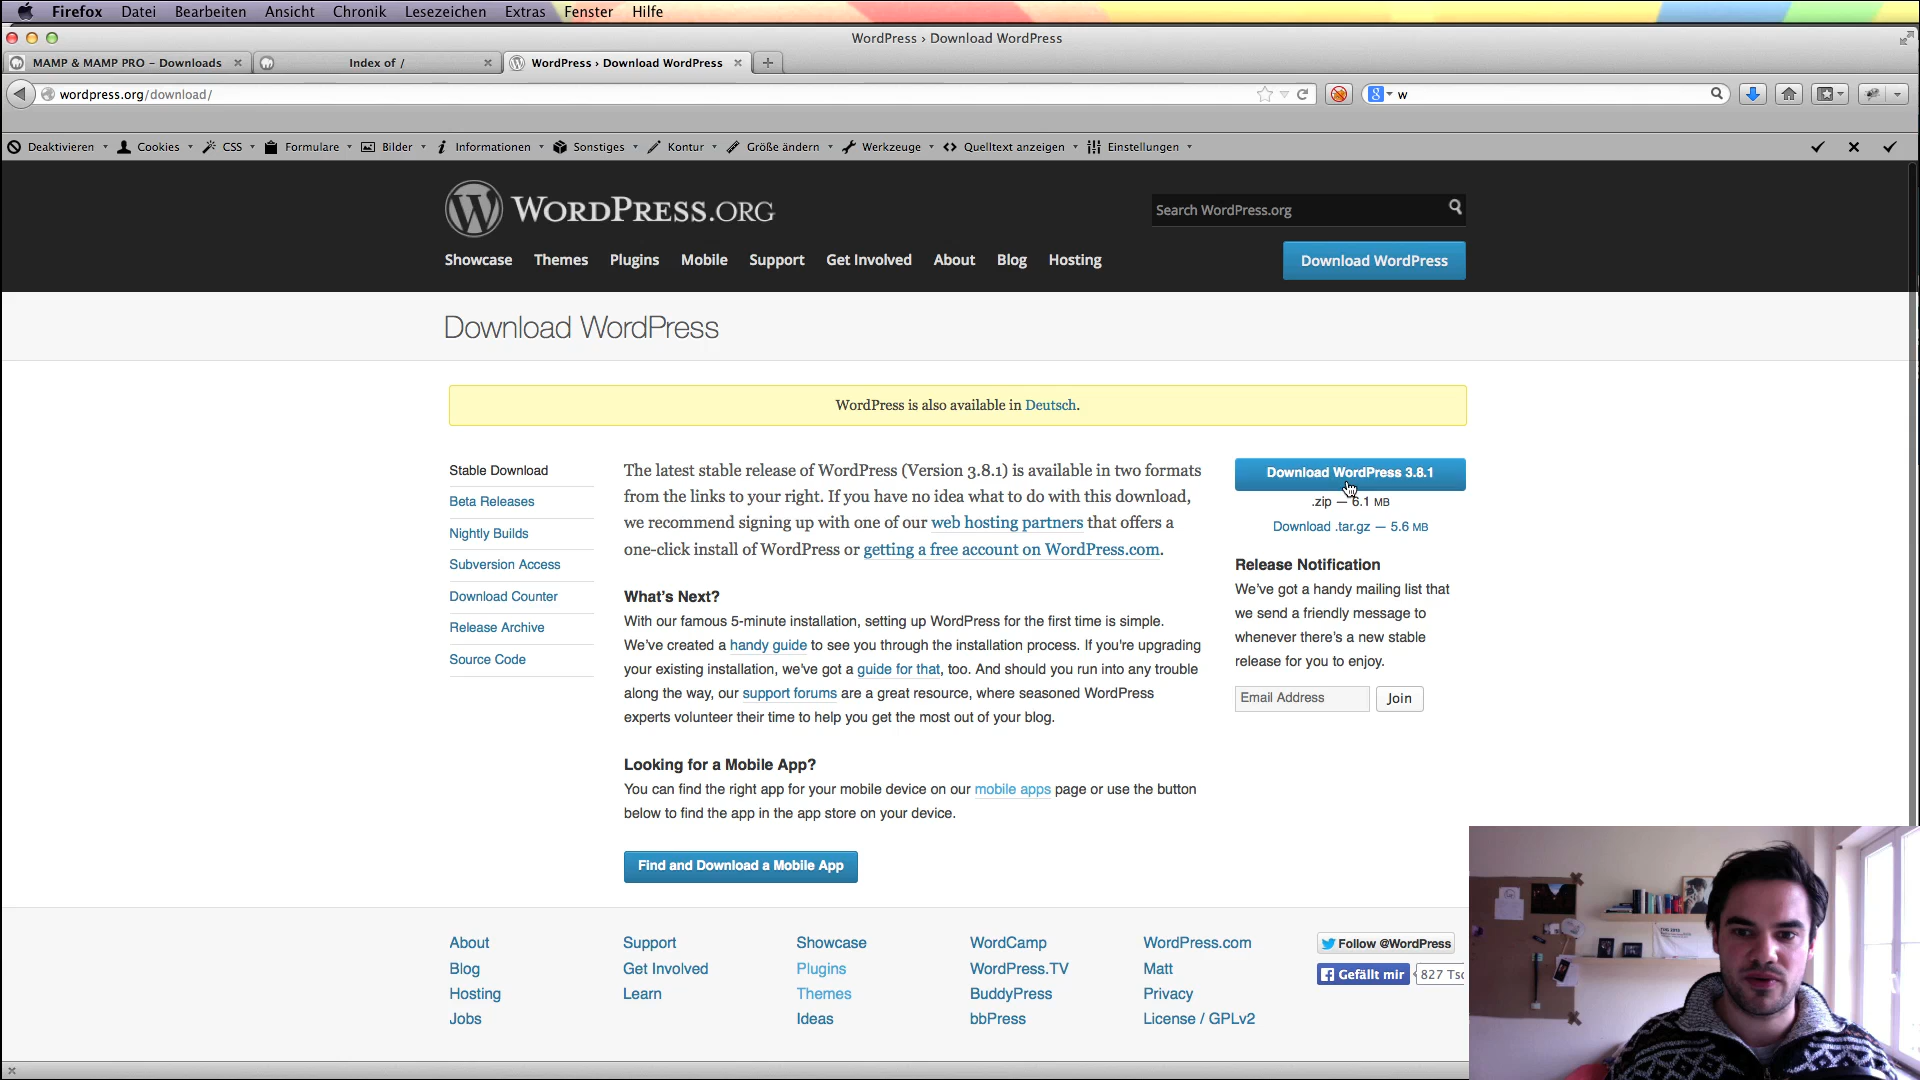 Firefox Datei Bearbeiten Ansicht Chronik Lesezeichen Extras Fenster Hilfe
WordPress › Download WordPress
MAMP & MAMP PRO – Downloads
Index of /
WordPress › Download WordPress
wordpress.org/download/
w
Deaktivieren Cookies CSS Formulare Bilder Informationen Sonstiges Kontur Größe ändern Werkzeuge Quelltext anzeigen Einstellungen
WORDPRESS.ORG
Search WordPress.org
Showcase Themes Plugins Mobile Support Get Involved About Blog Hosting
Download WordPress
Download WordPress
WordPress is also available in Deutsch.
Stable Download
Beta Releases
Nightly Builds
Subversion Access
Download Counter
Release Archive
Source Code
The latest stable release of WordPress (Version 3.8.1) is available in two formats
from the links to your right. If you have no idea what to do with this download,
we recommend signing up with one of our web hosting partners that offers a
one-click install of WordPress or getting a free account on WordPress.com.
What's Next?
With our famous 5-minute installation, setting up WordPress for the first time is simple.
We've created a handy guide to see you through the installation process. If you're upgrading
your existing installation, we've got a guide for that, too. And should you run into any trouble
along the way, our support forums are a great resource, where seasoned WordPress
experts volunteer their time to help you get the most out of your blog.
Looking for a Mobile App?
You can find the right app for your mobile device on our mobile apps page or use the button
below to find the app in the app store on your device.
Find and Download a Mobile App
Download WordPress 3.8.1
.zip — 6.1 MB
Download .tar.gz — 5.6 MB
Release Notification
We've got a handy mailing list that
we send a friendly message to
whenever there's a new stable
release for you to enjoy.
Email Address
Join
About
Blog
Hosting
Jobs
Support
Get Involved
Learn
Showcase
Plugins
Themes
Ideas
WordCamp
WordPress.TV
BuddyPress
bbPress
WordPress.com
Matt
Privacy
License / GPLv2
Follow @WordPress
Gefällt mir
827 Tsd